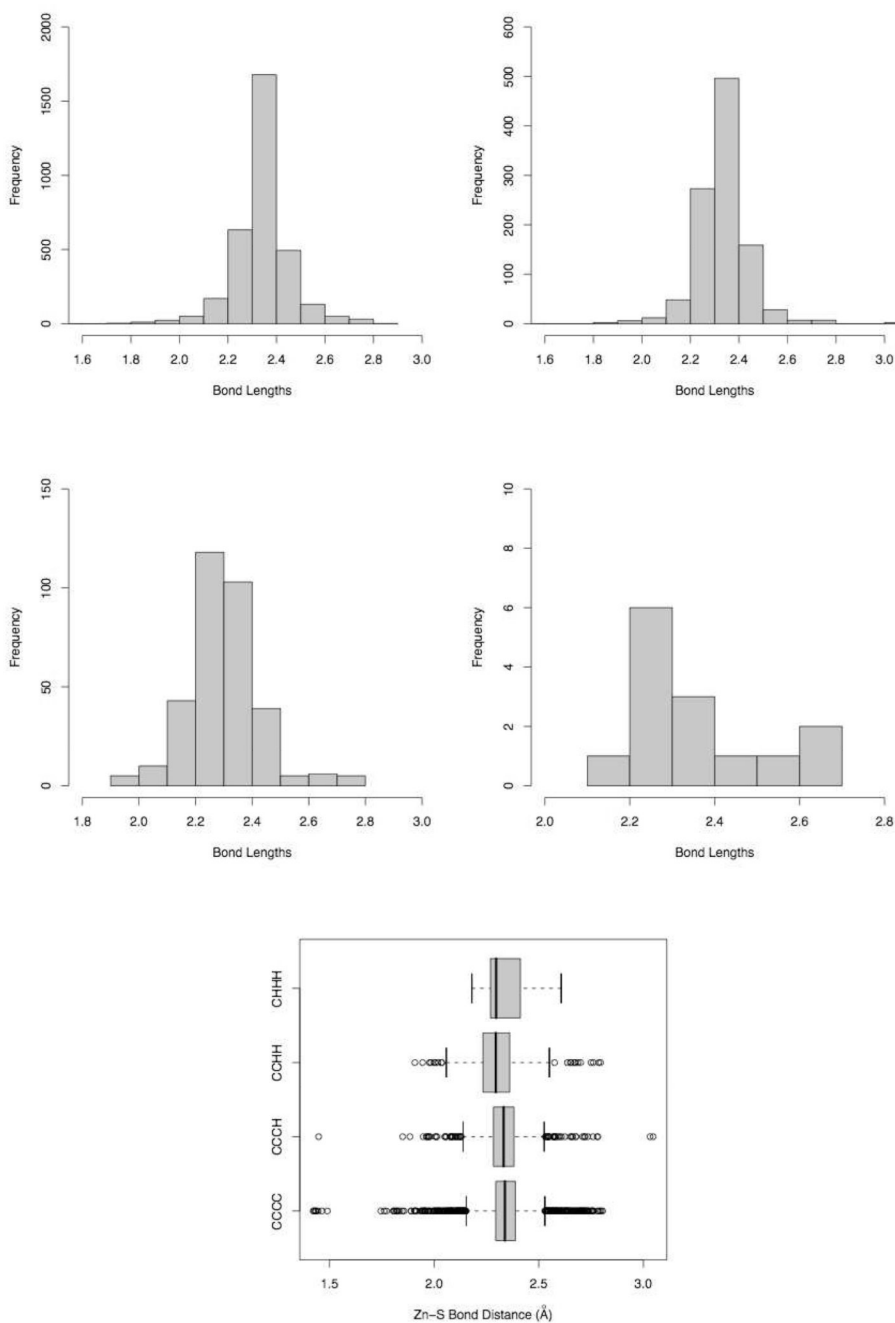 2000
1500
1000
500
0
Frequency
1.6 1.8 2.0 2.2 2.4 2.6 2.8 3.0
Bond Lengths
600
500
400
300
200
100
0
Frequency
1.6 1.8 2.0 2.2 2.4 2.6 2.8 3.0
Bond Lengths
150
100
50
0
Frequency
1.8 2.0 2.2 2.4 2.6 2.8 3.0
Bond Lengths
10
8
6
4
2
0
Frequency
2.0 2.2 2.4 2.6 2.8
Bond Lengths
CHHH
CCHH
CCCH
CCCC
1.5 2.0 2.5 3.0
Zn−S Bond Distance (Å)